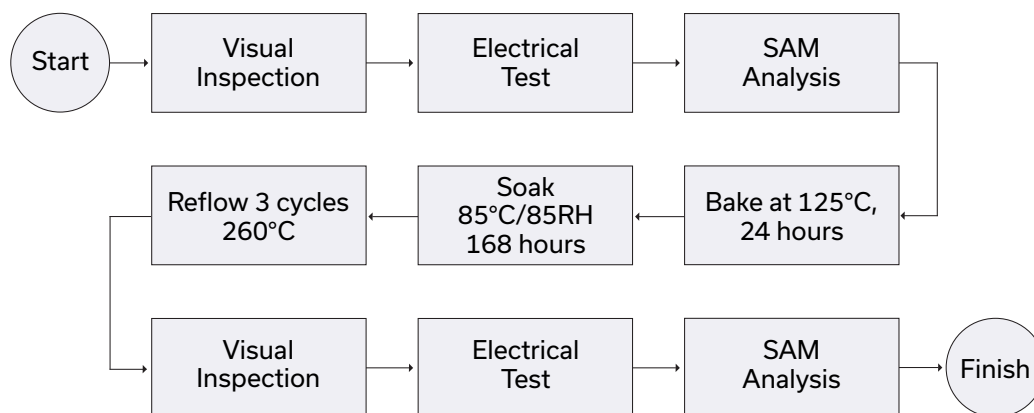 Start
Visual
Inspection
Electrical
Test
SAM
Analysis
Bake at 125°C,
24 hours
Soak
85°C/85RH
168 hours
Reflow 3 cycles
260°C
Visual
Inspection
Electrical
Test
SAM
Analysis
Finish